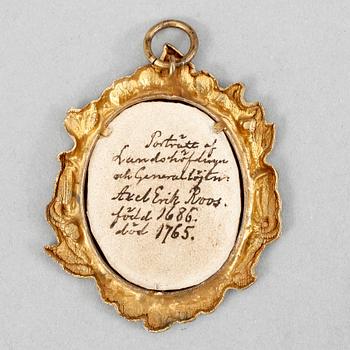 Porträtt af
Landshöfdingen
och Generallöjtn:
Axel Erik Roos.
född 1686.
död 1765.